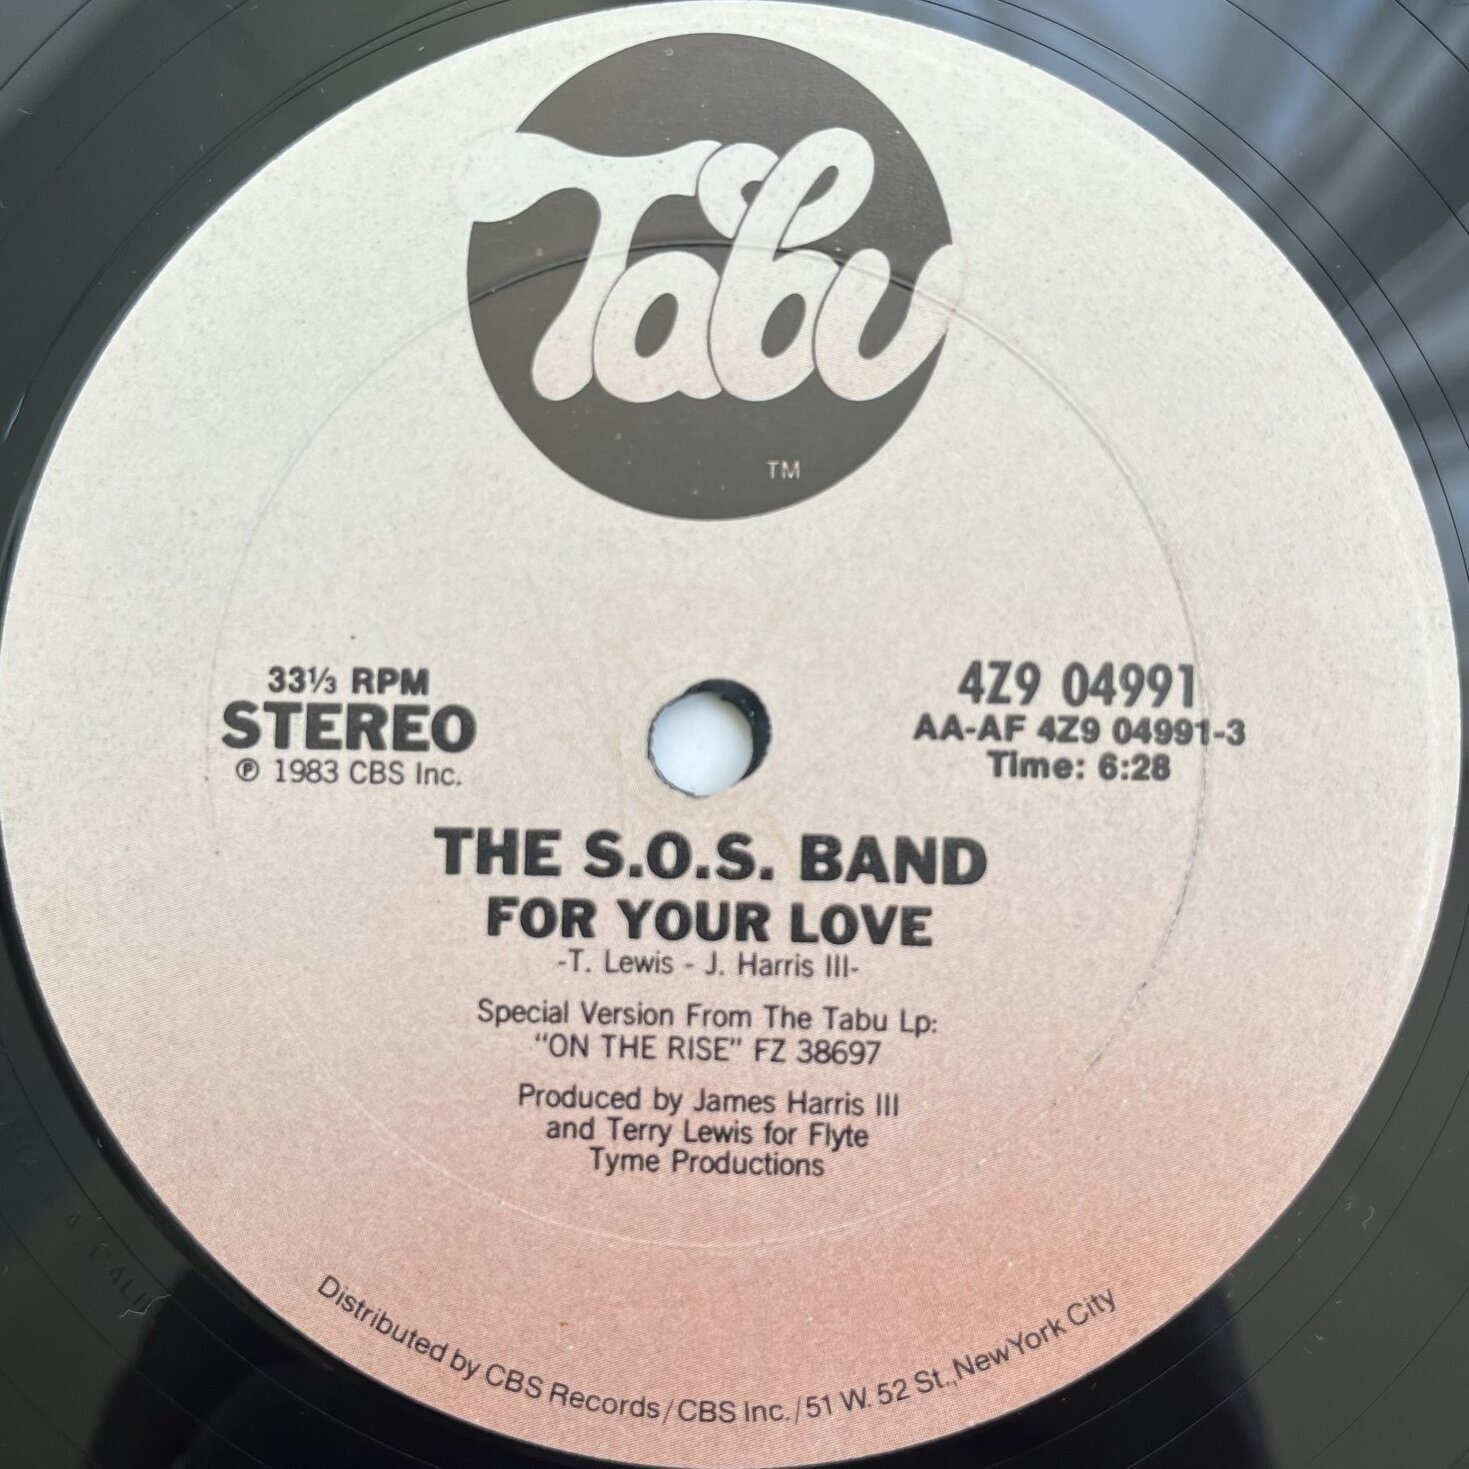 Tabu
TM
33⅓ RPM
STEREO
℗ 1983 CBS Inc.
4Z9 04991
AA-AF 4Z9 04991-3
Time: 6:28
THE S.O.S. BAND
FOR YOUR LOVE
-T. Lewis - J. Harris III-
Special Version From The Tabu Lp:
"ON THE RISE" FZ 38697
Produced by James Harris III
and Terry Lewis for Flyte
Tyme Productions
Distributed by CBS Records/CBS Inc./51 W. 52 St., New York City